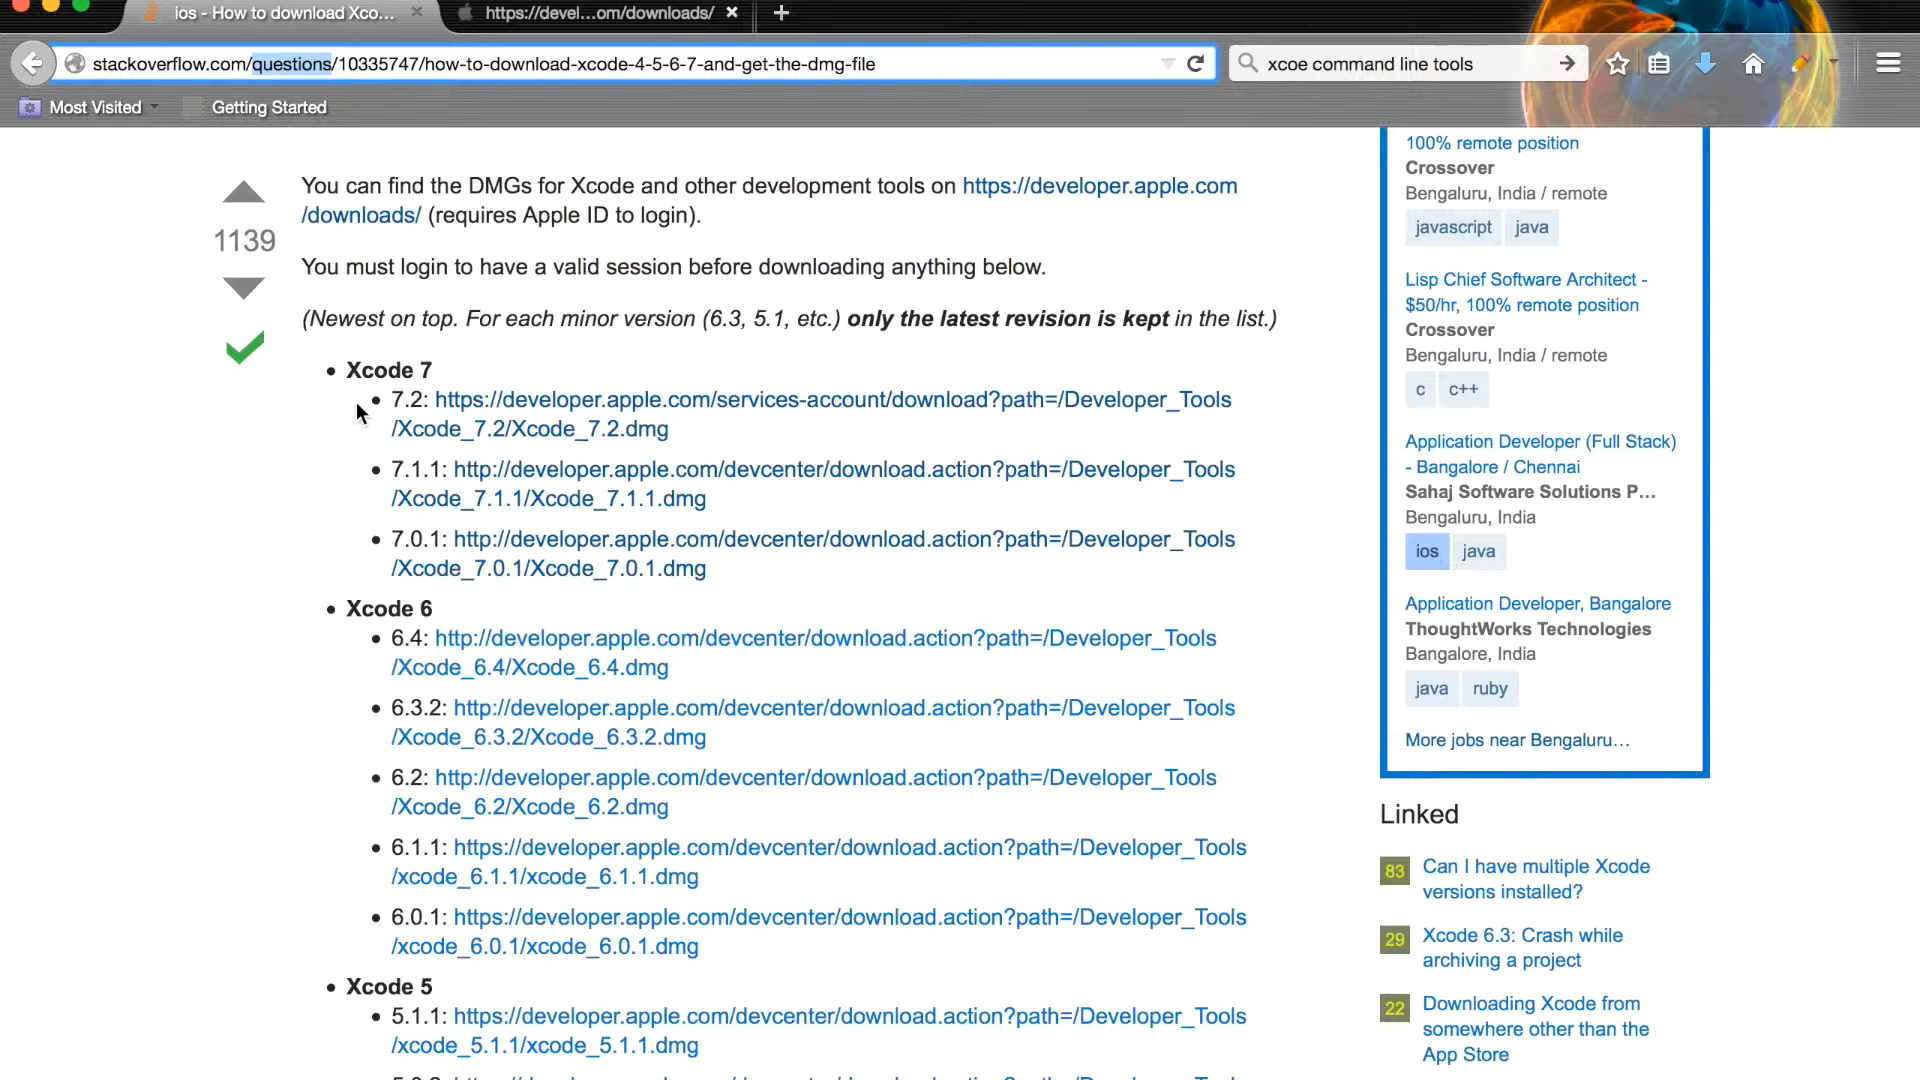 ios - How to download Xco...
https://devel...om/downloads/
stackoverflow.com/questions/10335747/how-to-download-xcode-4-5-6-7-and-get-the-dmg-file
xcoe command line tools
Most Visited
Getting Started
You can find the DMGs for Xcode and other development tools on https://developer.apple.com
/downloads/ (requires Apple ID to login).
1139
You must login to have a valid session before downloading anything below.
(Newest on top. For each minor version (6.3, 5.1, etc.) only the latest revision is kept in the list.)
• Xcode 7
• 7.2: https://developer.apple.com/services-account/download?path=/Developer_Tools
/Xcode_7.2/Xcode_7.2.dmg
• 7.1.1: http://developer.apple.com/devcenter/download.action?path=/Developer_Tools
/Xcode_7.1.1/Xcode_7.1.1.dmg
• 7.0.1: http://developer.apple.com/devcenter/download.action?path=/Developer_Tools
/Xcode_7.0.1/Xcode_7.0.1.dmg
• Xcode 6
• 6.4: http://developer.apple.com/devcenter/download.action?path=/Developer_Tools
/Xcode_6.4/Xcode_6.4.dmg
• 6.3.2: http://developer.apple.com/devcenter/download.action?path=/Developer_Tools
/Xcode_6.3.2/Xcode_6.3.2.dmg
• 6.2: http://developer.apple.com/devcenter/download.action?path=/Developer_Tools
/Xcode_6.2/Xcode_6.2.dmg
• 6.1.1: https://developer.apple.com/devcenter/download.action?path=/Developer_Tools
/xcode_6.1.1/xcode_6.1.1.dmg
• 6.0.1: https://developer.apple.com/devcenter/download.action?path=/Developer_Tools
/xcode_6.0.1/xcode_6.0.1.dmg
• Xcode 5
• 5.1.1: https://developer.apple.com/devcenter/download.action?path=/Developer_Tools
/xcode_5.1.1/xcode_5.1.1.dmg
100% remote position
Crossover
Bengaluru, India / remote
javascript java
Lisp Chief Software Architect -
$50/hr, 100% remote position
Crossover
Bengaluru, India / remote
c c++
Application Developer (Full Stack)
- Bangalore / Chennai
Sahaj Software Solutions P...
Bengaluru, India
ios java
Application Developer, Bangalore
ThoughtWorks Technologies
Bangalore, India
java ruby
More jobs near Bengaluru...
Linked
83 Can I have multiple Xcode
versions installed?
29 Xcode 6.3: Crash while
archiving a project
22 Downloading Xcode from
somewhere other than the
App Store